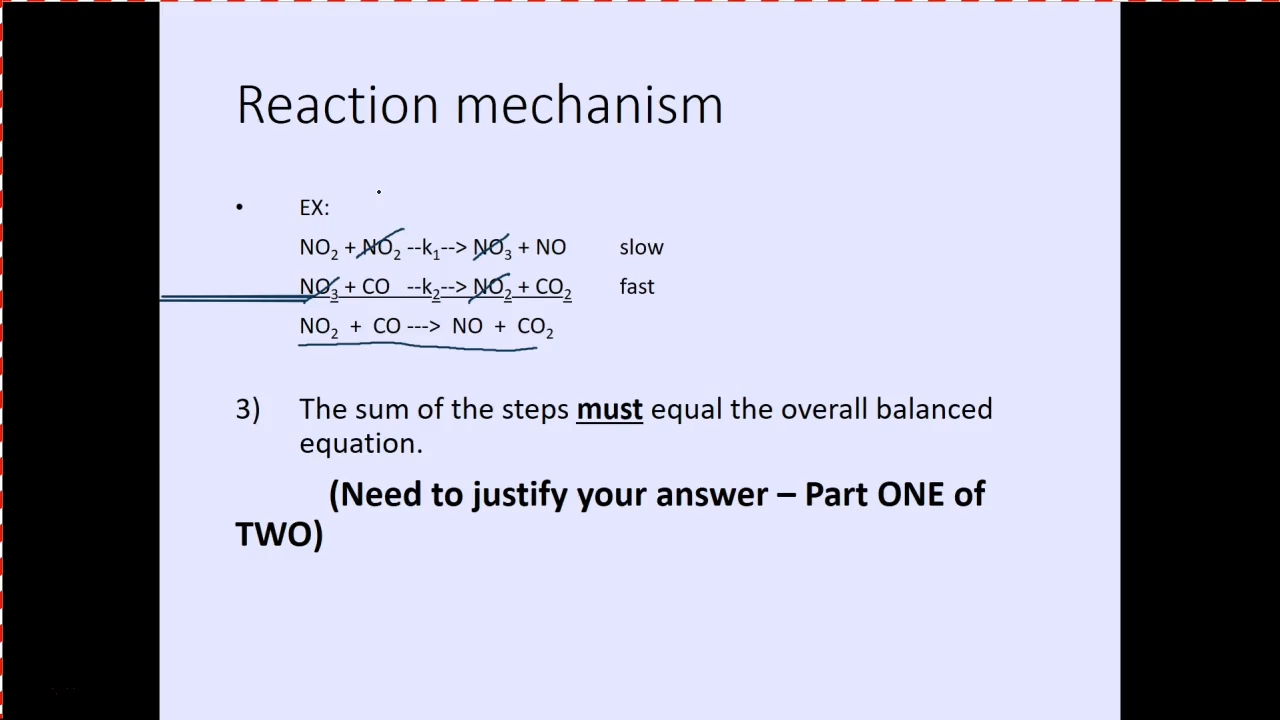 Reaction mechanism
• EX:
NO₂ + NO₂ --k₁--> NO₃ + NO slow
NO₃ + CO --k₂--> NO₂ + CO₂ fast
NO₂ + CO ---> NO + CO₂
3) The sum of the steps must equal the overall balanced
equation.
(Need to justify your answer – Part ONE of
TWO)